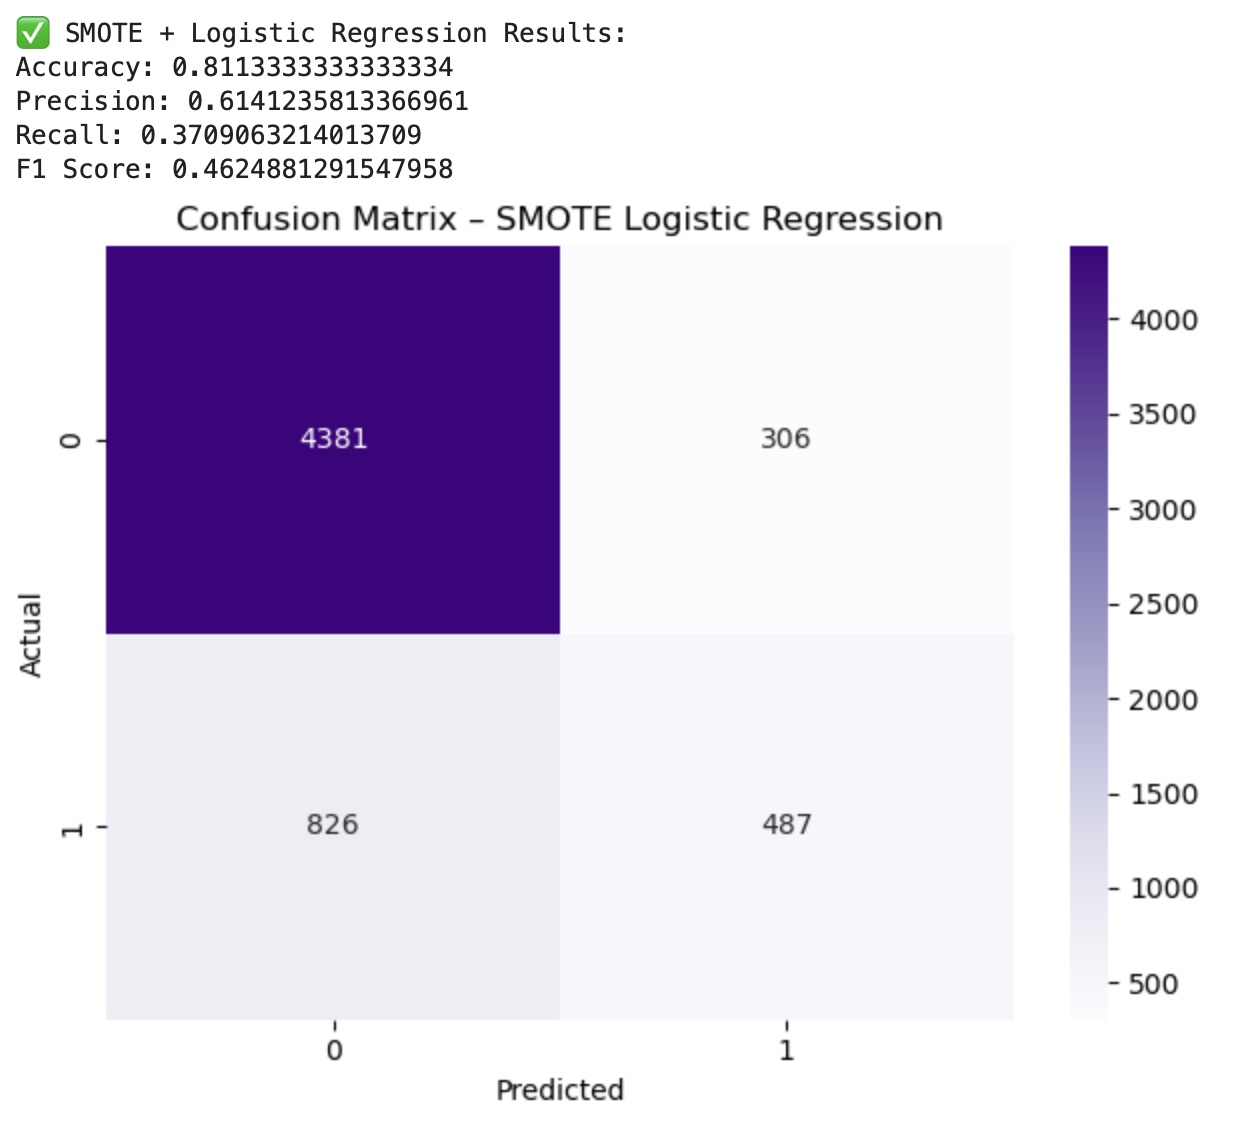 ✅ SMOTE + Logistic Regression Results:
Accuracy: 0.8113333333333334
Precision: 0.6141235813366961
Recall: 0.3709063214013709
F1 Score: 0.4624881291547958
Confusion Matrix – SMOTE Logistic Regression
4381
306
826
487
0
1
Actual
0
1
Predicted
4000
3500
3000
2500
2000
1500
1000
500